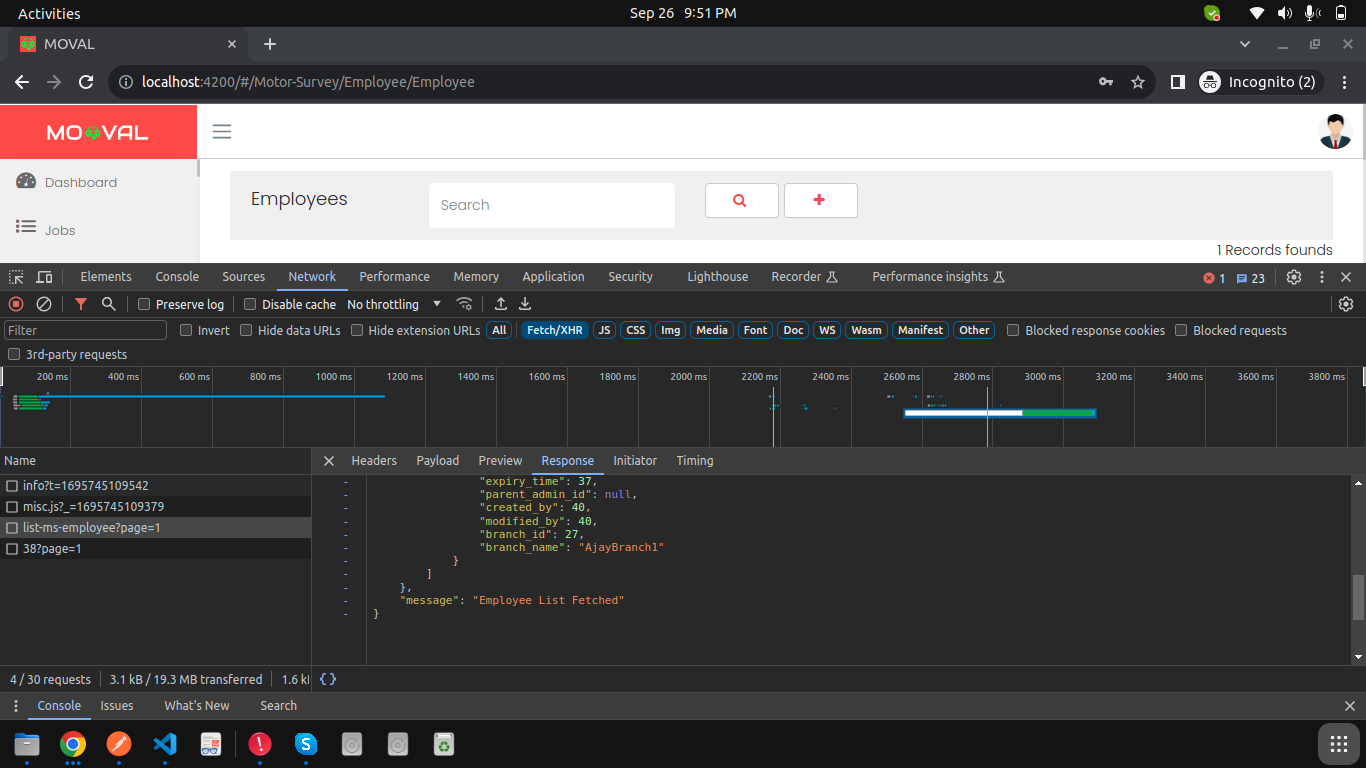 Activities
Sep 26 9:51 PM
MOVAL
localhost:4200/#/Motor-Survey/Employee/Employee
Incognito (2)
MO VAL
Dashboard
Jobs
Employees
Search
1 Records founds
Elements Console Sources Network Performance Memory Application Security Lighthouse Recorder Performance insights 1 23
Preserve log Disable cache No throttling
Filter Invert Hide data URLs Hide extension URLs All Fetch/XHR JS CSS Img Media Font Doc WS Wasm Manifest Other Blocked response cookies Blocked requests
3rd-party requests
200 ms 400 ms 600 ms 800 ms 1000 ms 1200 ms 1400 ms 1600 ms 1800 ms 2000 ms 2200 ms 2400 ms 2600 ms 2800 ms 3000 ms 3200 ms 3400 ms 3600 ms 3800 ms
Name
Headers Payload Preview Response Initiator Timing
info?t=1695745109542
misc.js?_=1695745109379
list-ms-employee?page=1
38?page=1
- "expiry_time": 37,
- "parent_admin_id": null,
- "created_by": 40,
- "modified_by": 40,
- "branch_id": 27,
- "branch_name": "AjayBranch1"
- }
- ]
- },
- "message": "Employee List Fetched"
- }
4 / 30 requests 3.1 kB / 19.3 MB transferred 1.6 k {}
Console Issues What's New Search